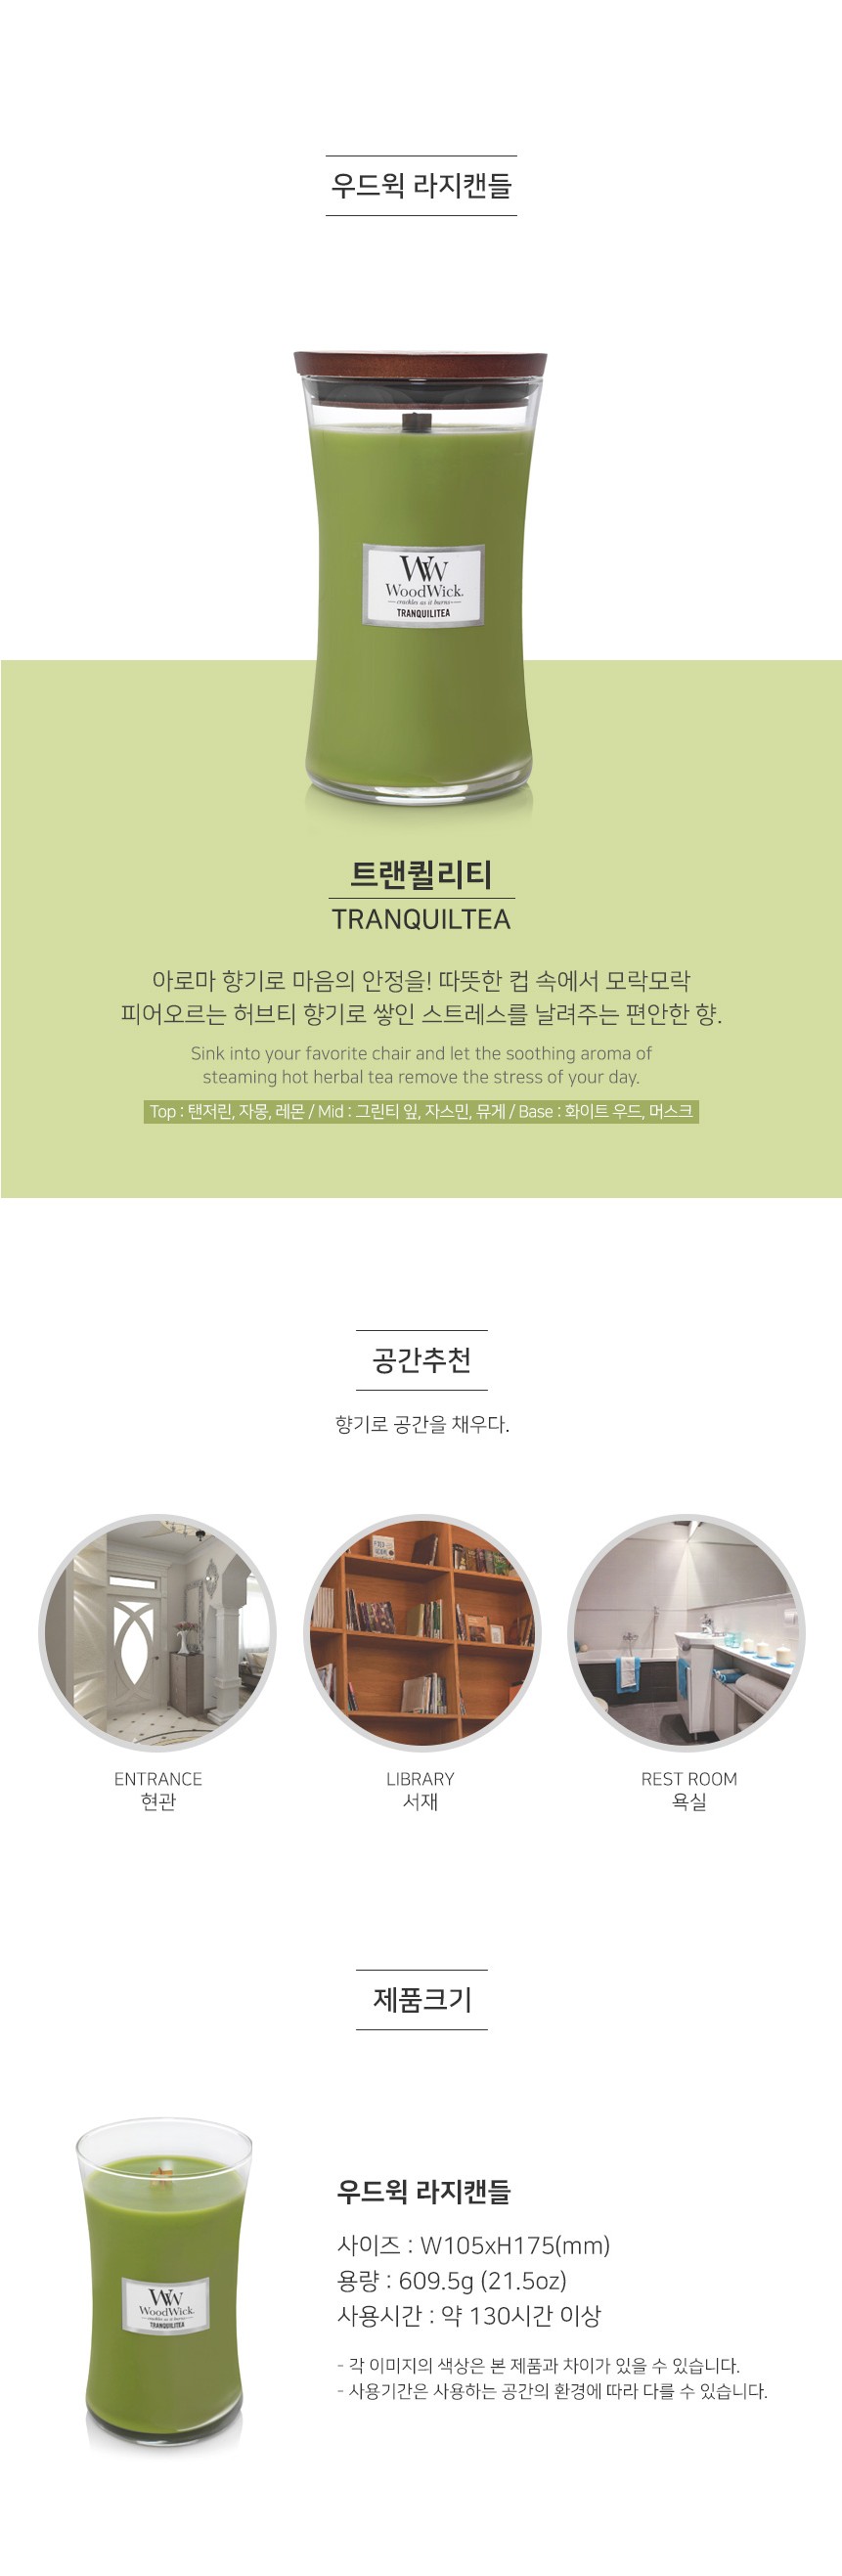 우드윅 라지캔들
WW
WoodWick.
crackles as it burns
TRANQUILITEA
트랜퀼리티
TRANQUILTEA
아로마 향기로 마음의 안정을! 따뜻한 컵 속에서 모락모락
피어오르는 허브티 향기로 쌓인 스트레스를 날려주는 편안한 향.
Sink into your favorite chair and let the soothing aroma of
steaming hot herbal tea remove the stress of your day.
Top : 탠저린, 자몽, 레몬 / Mid : 그린티 잎, 자스민, 뮤게 / Base : 화이트 우드, 머스크
공간추천
향기로 공간을 채우다.
ENTRANCE
현관
LIBRARY
서재
REST ROOM
욕실
제품크기
WW
WoodWick.
crackles as it burns
TRANQUILITEA
우드윅 라지캔들
사이즈 : W105xH175(mm)
용량 : 609.5g (21.5oz)
사용시간 : 약 130시간 이상
- 각 이미지의 색상은 본 제품과 차이가 있을 수 있습니다.
- 사용기간은 사용하는 공간의 환경에 따라 다를 수 있습니다.